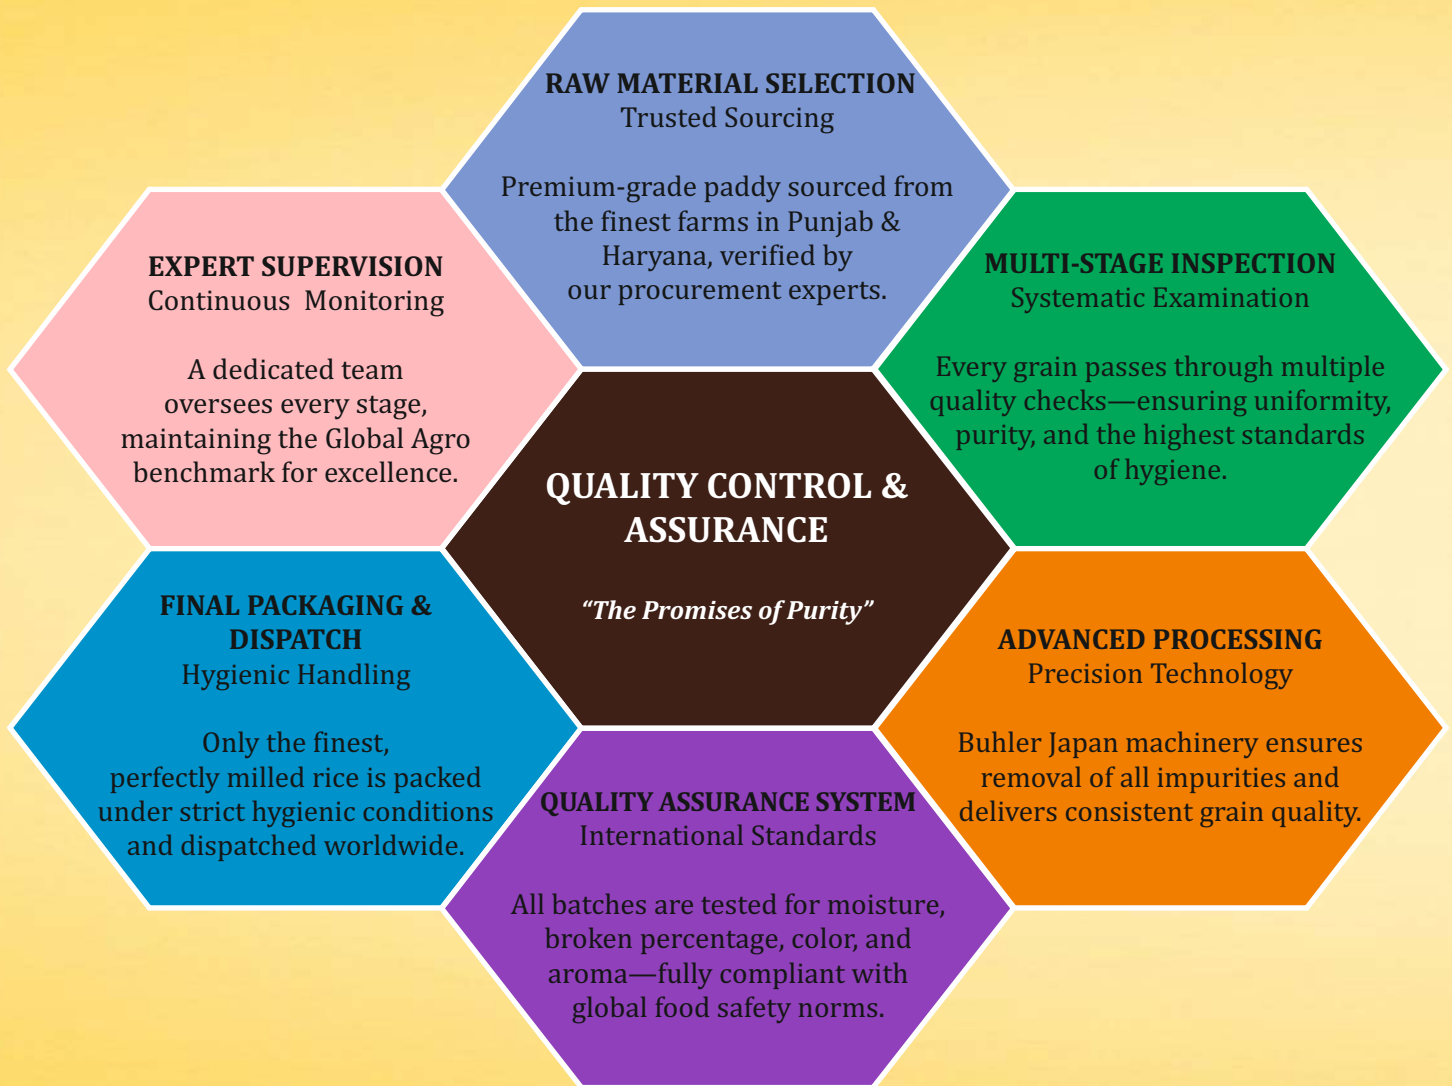 RAW MATERIAL SELECTION
Trusted Sourcing
Premium-grade paddy sourced from
the finest farms in Punjab &
Haryana, verified by
our procurement experts.
EXPERT SUPERVISION
Continuous Monitoring
A dedicated team
oversees every stage,
maintaining the Global Agro
benchmark for excellence.
MULTI-STAGE INSPECTION
Systematic Examination
Every grain passes through multiple
quality checks—ensuring uniformity,
purity, and the highest standards
of hygiene.
QUALITY CONTROL &
ASSURANCE
“The Promises of Purity”
FINAL PACKAGING &
DISPATCH
Hygienic Handling
Only the finest,
perfectly milled rice is packed
under strict hygienic conditions
and dispatched worldwide.
ADVANCED PROCESSING
Precision Technology
Buhler Japan machinery ensures
removal of all impurities and
delivers consistent grain quality.
QUALITY ASSURANCE SYSTEM
International Standards
All batches are tested for moisture,
broken percentage, color, and
aroma—fully compliant with
global food safety norms.